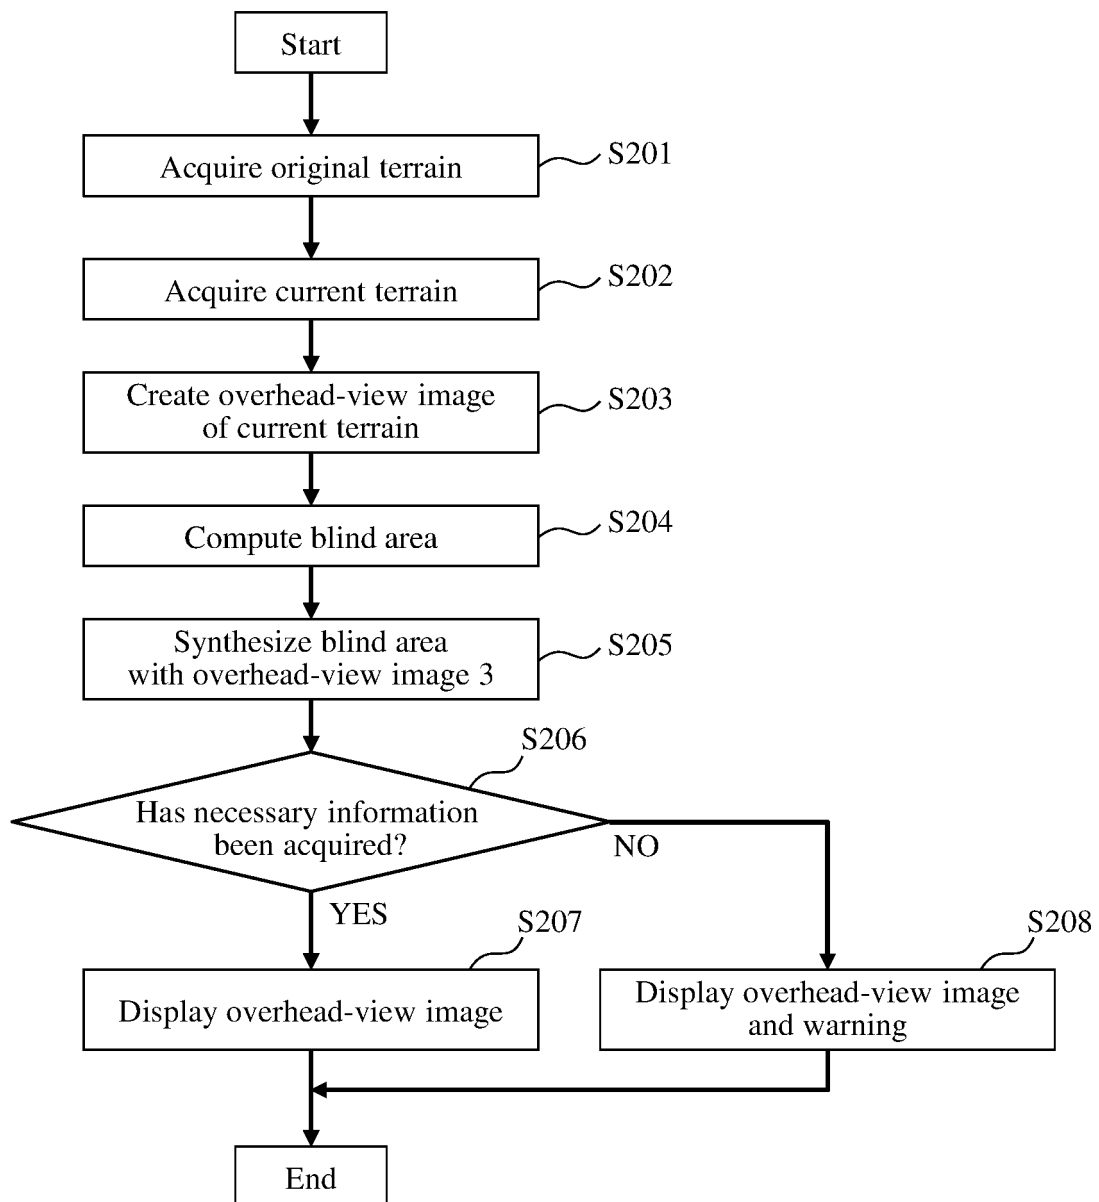 Start
Acquire original terrain
S201
Acquire current terrain
S202
Create overhead-view image
of current terrain
S203
Compute blind area
S204
Synthesize blind area
with overhead-view image 3
S205
S206
Has necessary information
been acquired?
NO
YES
S207
S208
Display overhead-view image
Display overhead-view image
and warning
End